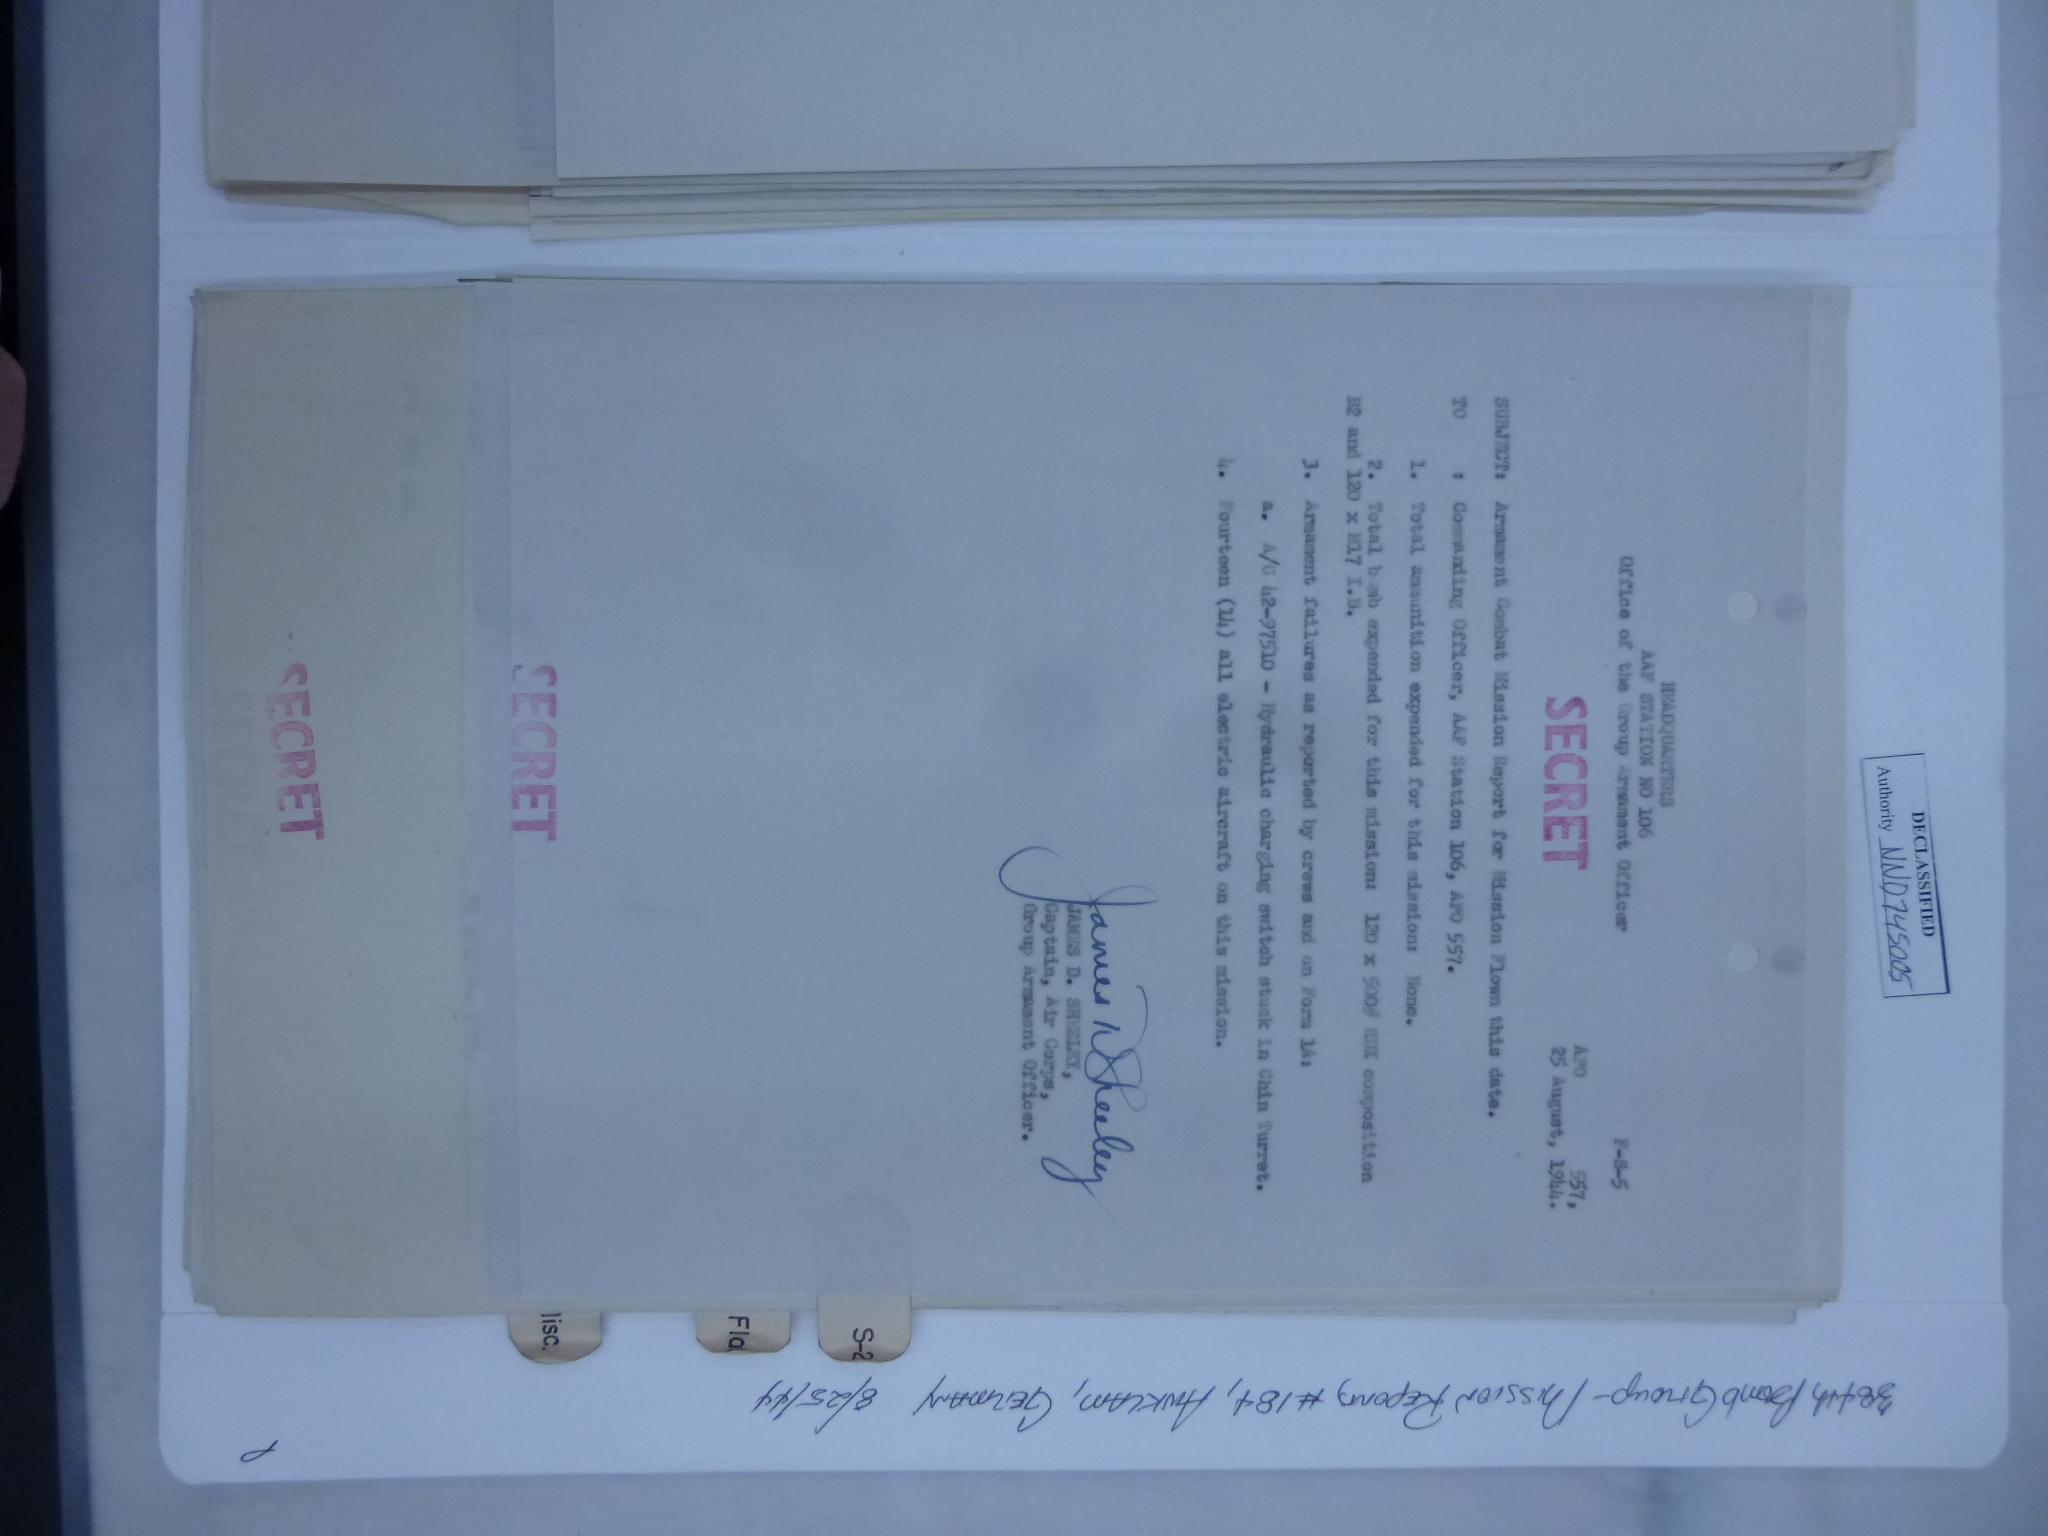 DECLASSIFIED
Authority NND745005
HEADQUARTERS
AAF STATION NO 106
Office of the Group Armament Officer
F-8-5
SECRET
APO 557,
25 August, 1944.
SUBJECT: Armament Combat Mission Report for Mission Flown this date.
TO : Commanding Officer, AAF Station 106, APO 557.
1. Total ammunition expended for this mission: None.
2. Total bomb expended for this mission: 120 x 500# composition
B2 and 120 x M17 I.B.
3. Armament failures as reported by crews and on Form 1A:
a. A/C 42-97510 - Hydraulic charging switch stuck in Chin Turret.
4. Fourteen (14) all electric aircraft on this mission.
James D Sheeley
JAMES D. SHEELEY,
Captain, Air Corps,
Group Armament Officer.
SECRET
SECRET
S-2
Fla
isc.
384th Bomb Group - Mission Report, #184, Anklam, Germany 8/25/44